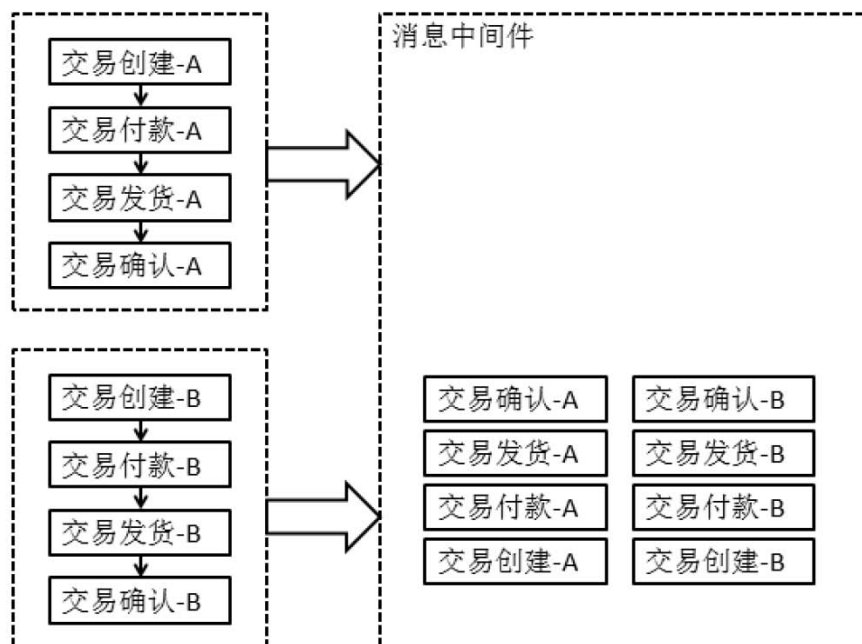 交易创建-A
交易付款-A
交易发货-A
交易确认-A
交易创建-B
交易付款-B
交易发货-B
交易确认-B
消息中间件
交易确认-A 交易确认-B
交易发货-A 交易发货-B
交易付款-A 交易付款-B
交易创建-A 交易创建-B